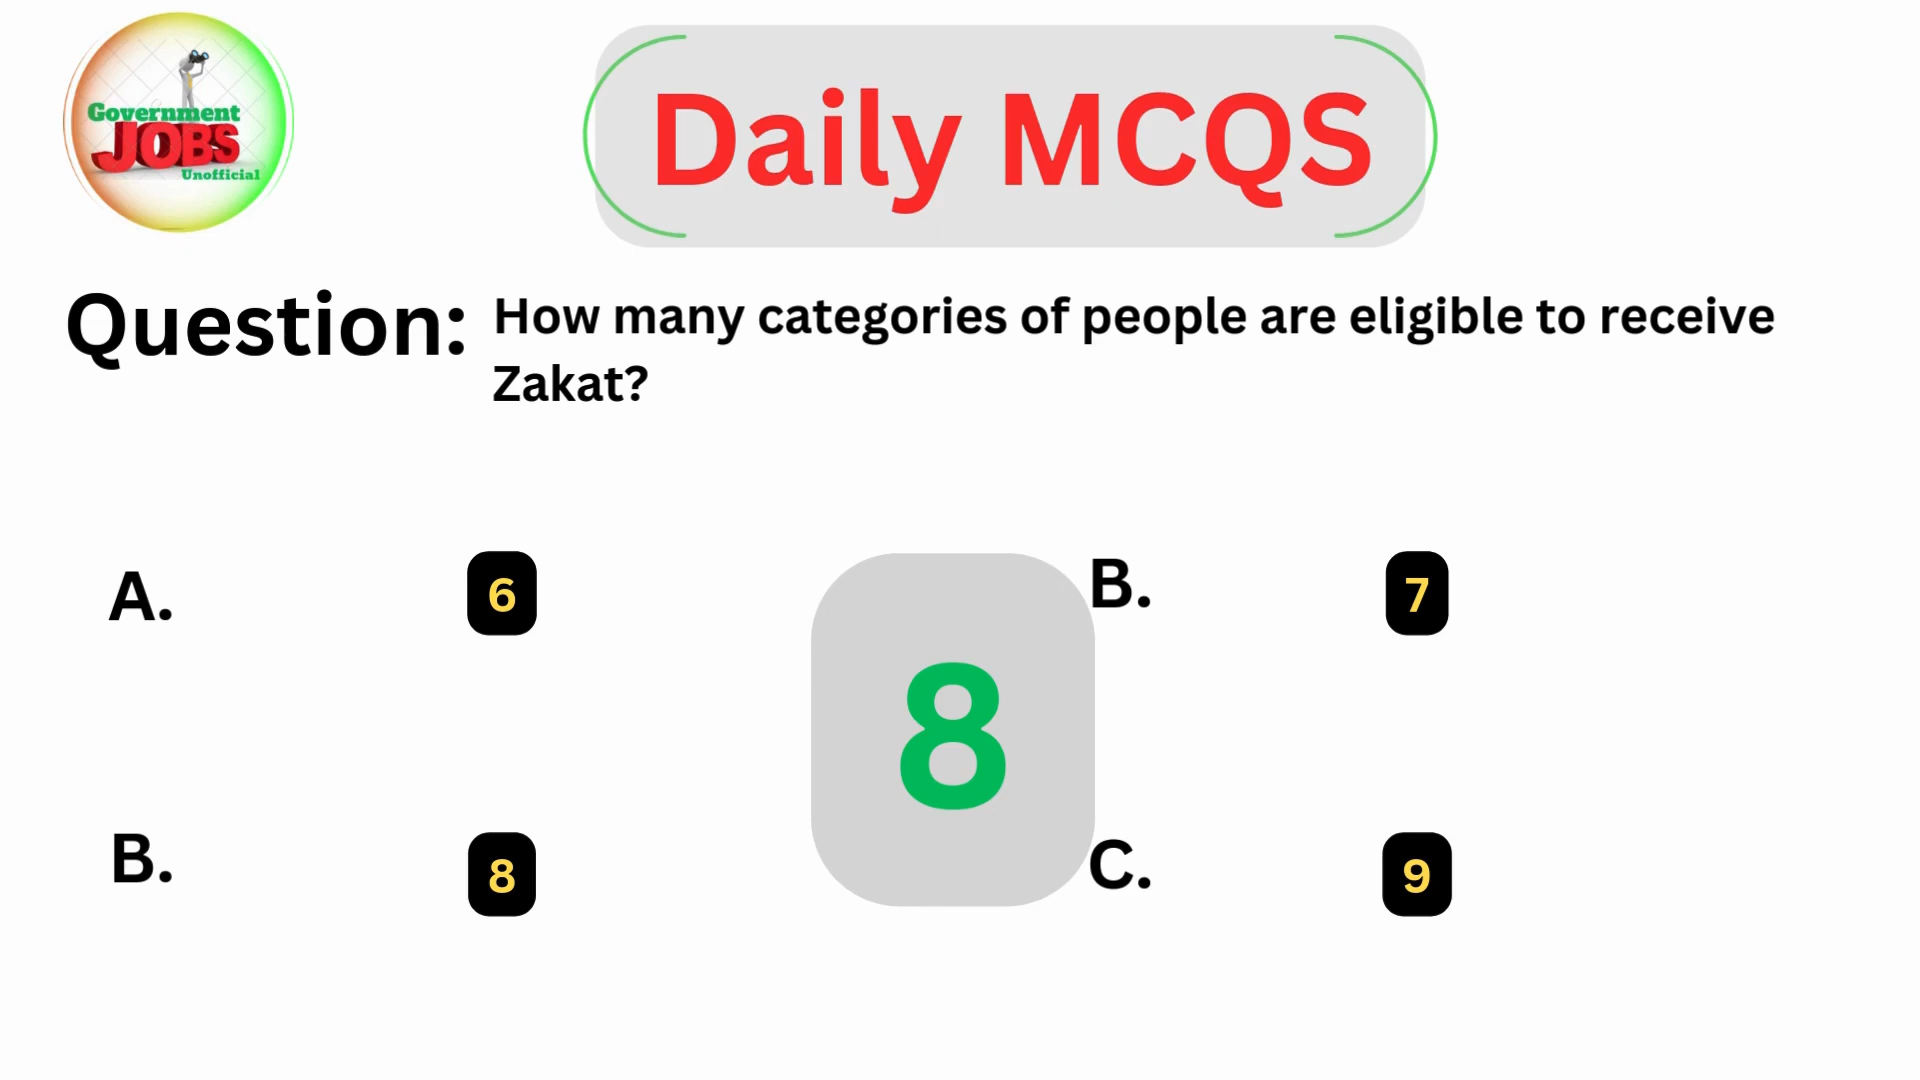 Government
JOBS
Unofficial
Daily MCQS
Question: How many categories of people are eligible to receive
Zakat?
A. 6
B. 7
8
B. 8
C. 9